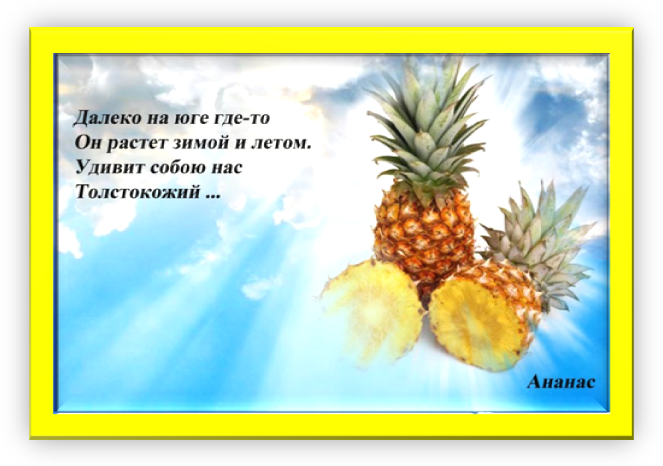 Далеко на юге где-то
Он растет зимой и летом.
Удивит собою нас
Толстокожий ...
Ананас